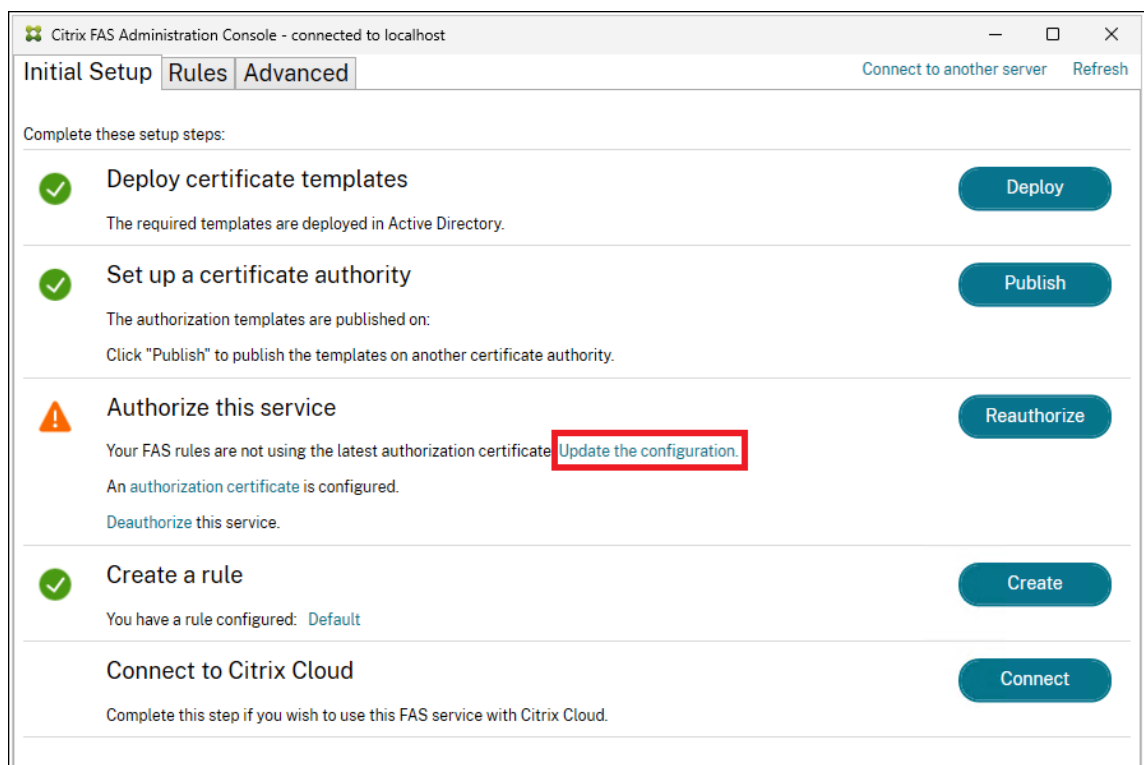 Citrix FAS Administration Console - connected to localhost
Initial Setup Rules Advanced Connect to another server Refresh
Complete these setup steps:
Deploy certificate templates
Deploy
The required templates are deployed in Active Directory.
Set up a certificate authority
Publish
The authorization templates are published on:
Click "Publish" to publish the templates on another certificate authority.
Authorize this service
Reauthorize
Your FAS rules are not using the latest authorization certificate Update the configuration.
An authorization certificate is configured.
Deauthorize this service.
Create a rule
Create
You have a rule configured: Default
Connect to Citrix Cloud
Connect
Complete this step if you wish to use this FAS service with Citrix Cloud.